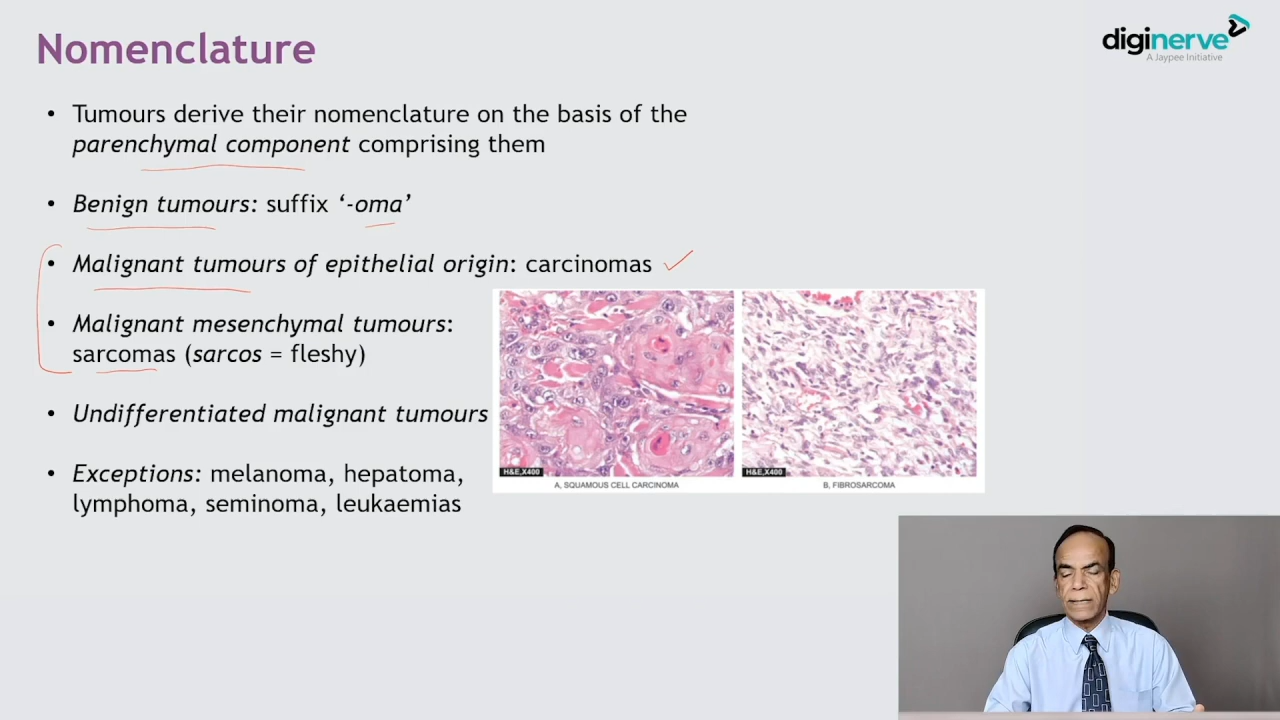 Nomenclature
diginerve
A Jaypee Initiative
• Tumours derive their nomenclature on the basis of the
parenchymal component comprising them
• Benign tumours: suffix ‘-oma’
• Malignant tumours of epithelial origin: carcinomas
• Malignant mesenchymal tumours:
sarcomas (sarcos = fleshy)
• Undifferentiated malignant tumours
• Exceptions: melanoma, hepatoma,
lymphoma, seminoma, leukaemias
H&E,X400
H&E,X400
A, SQUAMOUS CELL CARCINOMA
B, FIBROSARCOMA